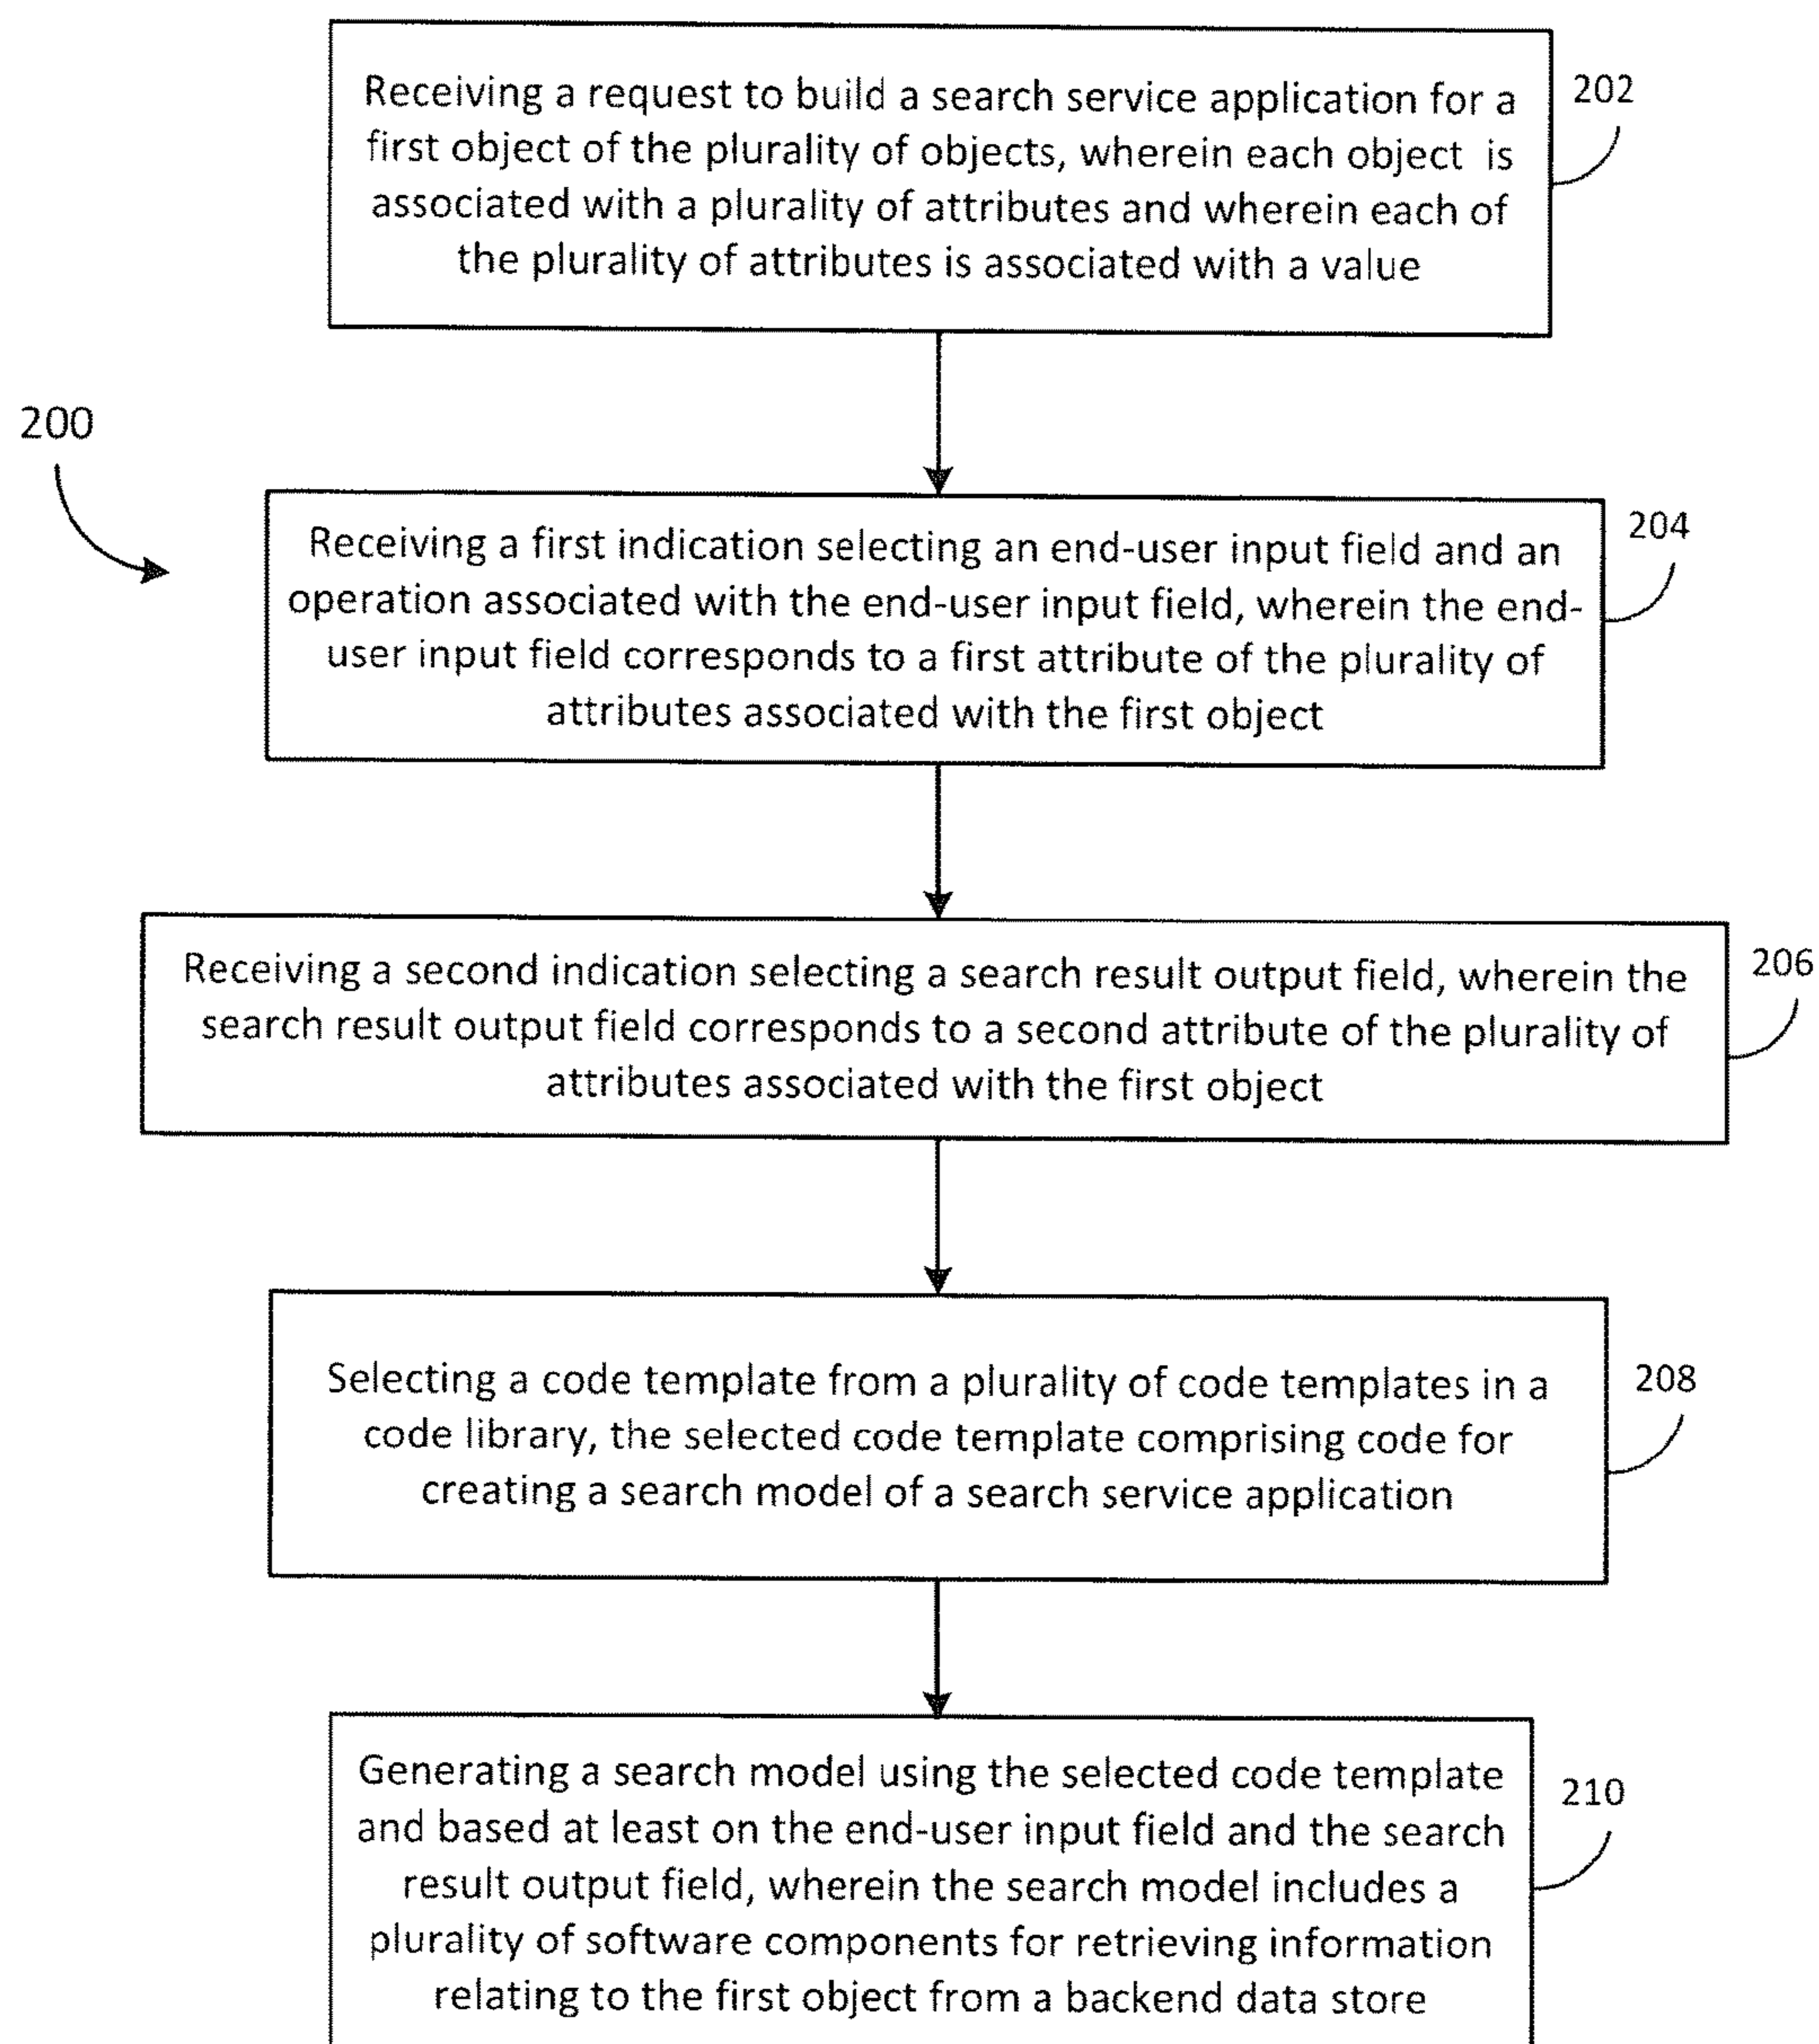 Receiving a request to build a search service application for a
first object of the plurality of objects, wherein each object is
associated with a plurality of attributes and wherein each of
the plurality of attributes is associated with a value
202
200
Receiving a first indication selecting an end-user input field and an
operation associated with the end-user input field, wherein the end-
user input field corresponds to a first attribute of the plurality of
attributes associated with the first object
204
Receiving a second indication selecting a search result output field, wherein the
search result output field corresponds to a second attribute of the plurality of
attributes associated with the first object
206
Selecting a code template from a plurality of code templates in a
code library, the selected code template comprising code for
creating a search model of a search service application
208
Generating a search model using the selected code template
and based at least on the end-user input field and the search
result output field, wherein the search model includes a
plurality of software components for retrieving information
relating to the first object from a backend data store
210